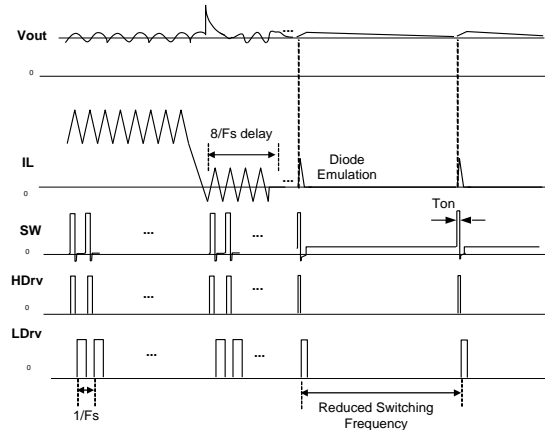 Vout
...
0
8/Fs delay
IL
Diode
Emulation
...
0
Ton
SW
...
...
0
HDrv
...
...
0
LDrv
...
...
0
1/Fs
Reduced Switching
Frequency